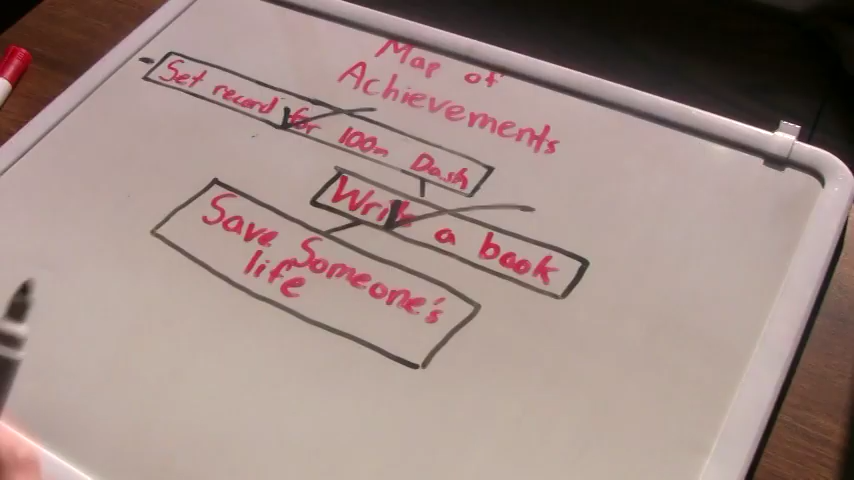 Map of
Achievements
Set record for 100m Dash
Write a book
Save Someone's
life